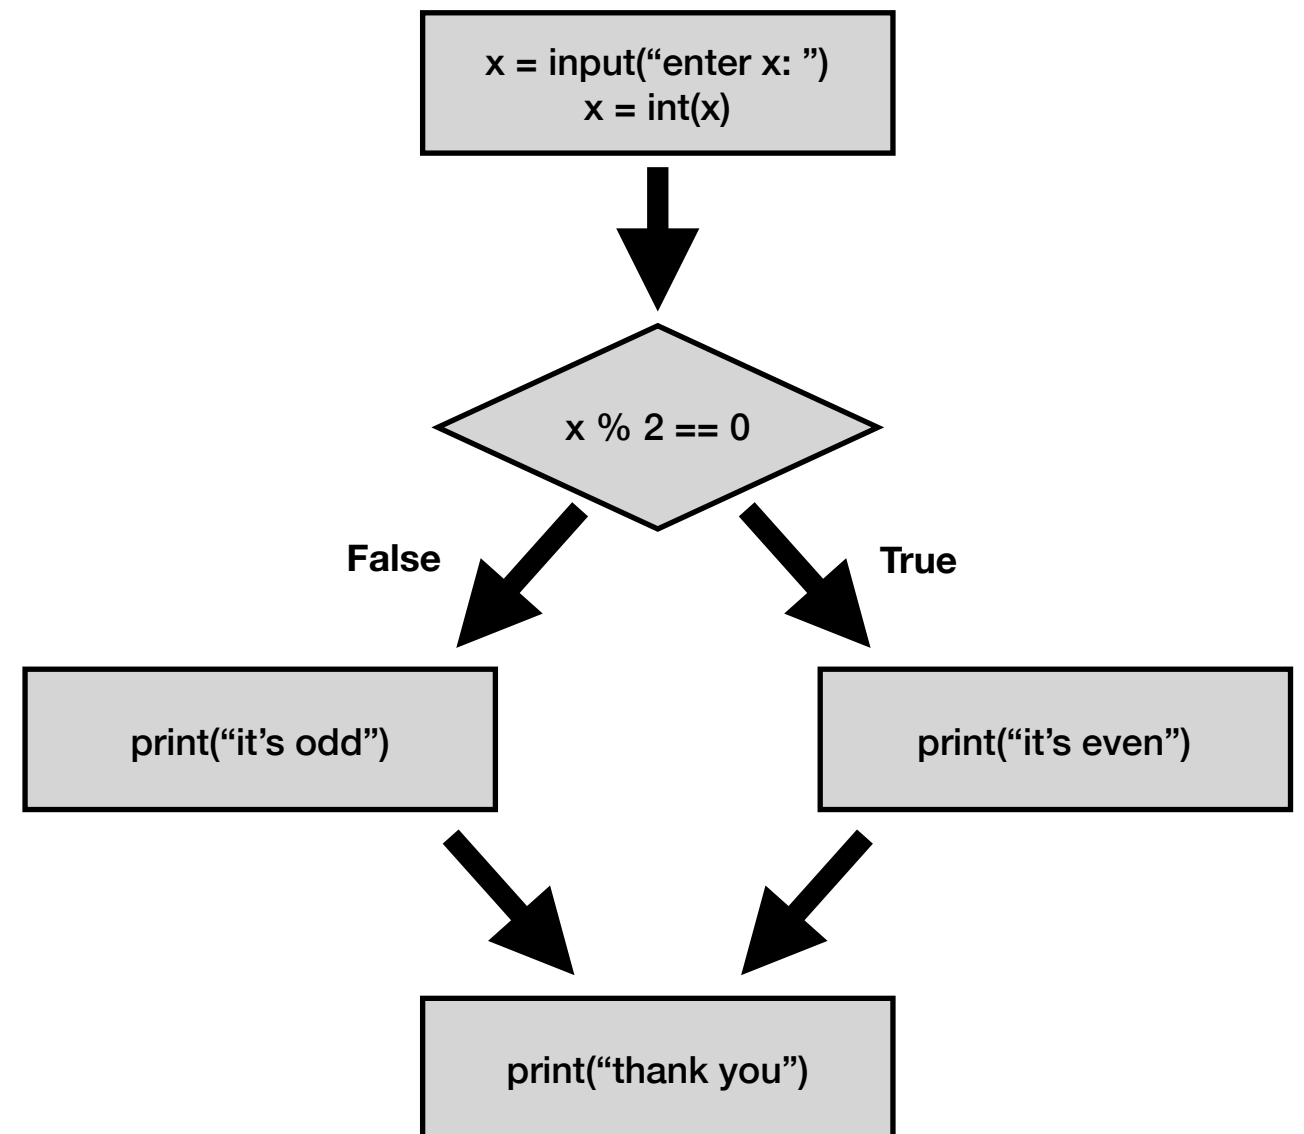 x = input(“enter x: ”)
x = int(x)
x % 2 == 0
False
True
print(“it’s odd”)
print(“it’s even”)
print(“thank you”)